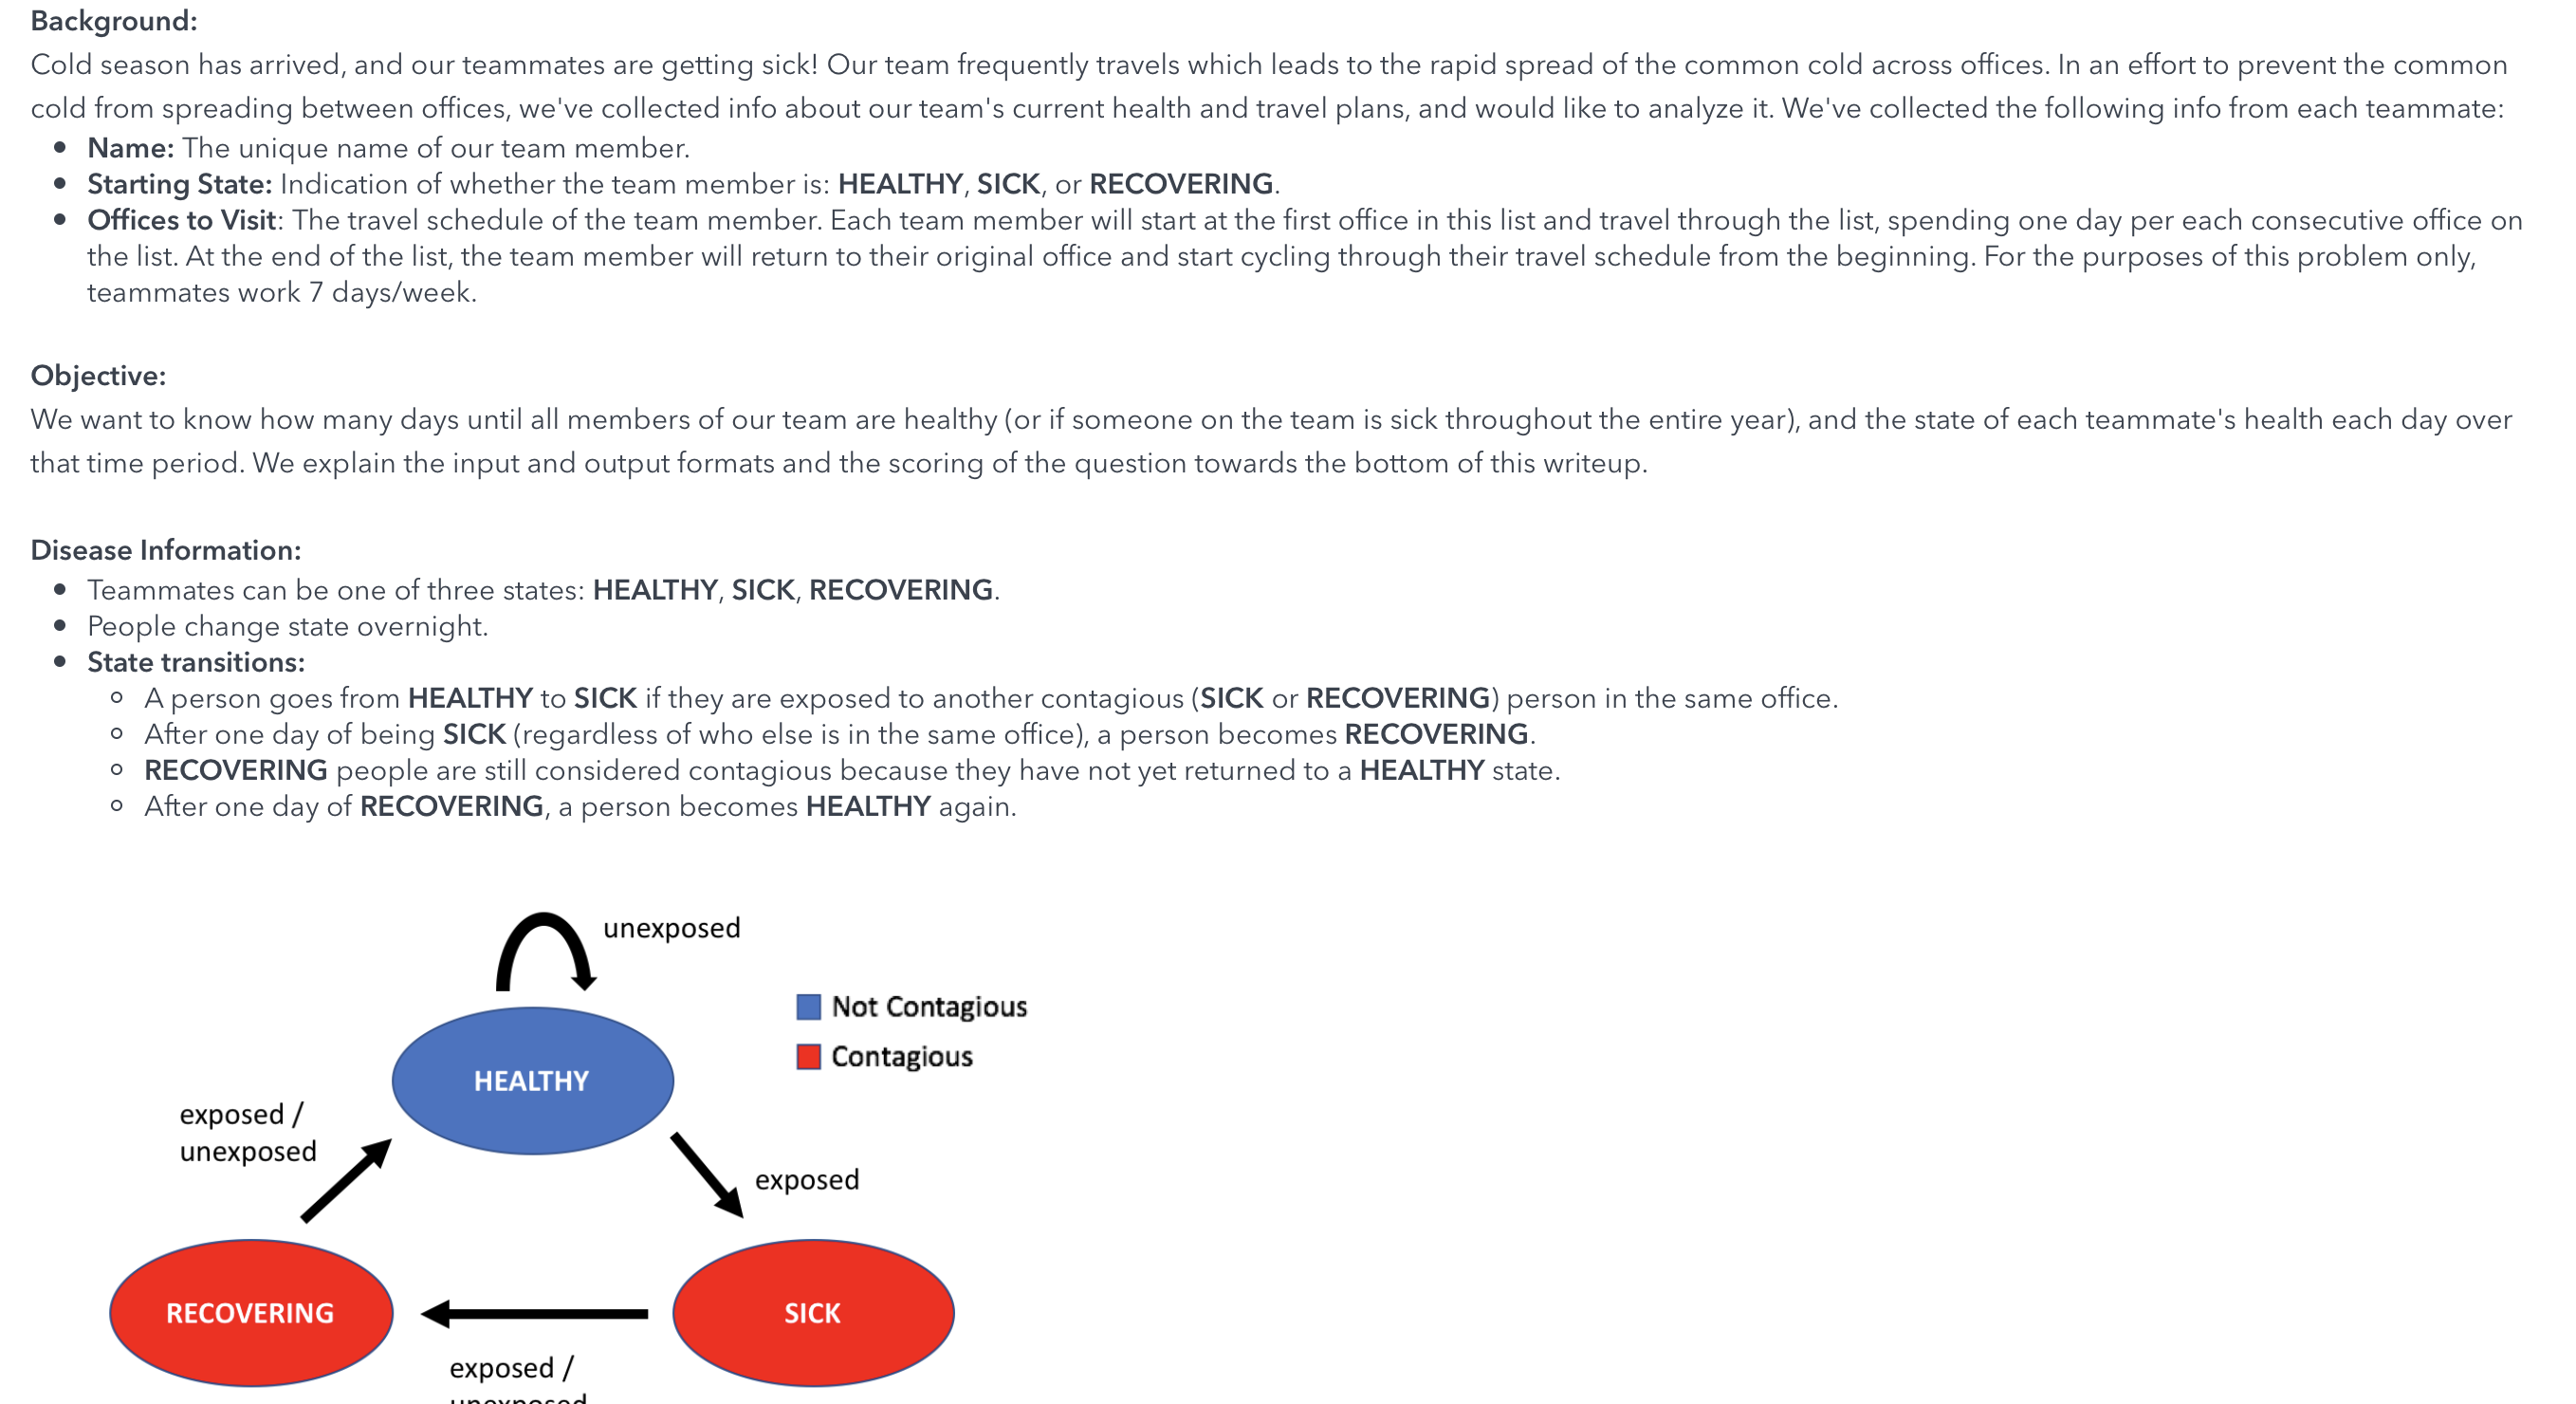 Background:
Cold season has arrived, and our teammates are getting sick! Our team frequently travels which leads to the rapid spread of the common cold across offices. In an effort to prevent the common
cold from spreading between offices, we've collected info about our team's current health and travel plans, and would like to analyze it. We've collected the following info from each teammate:
• Name: The unique name of our team member.
• Starting State: Indication of whether the team member is: HEALTHY, SICK, or RECOVERING.
• Offices to Visit: The travel schedule of the team member. Each team member will start at the first office in this list and travel through the list, spending one day per each consecutive office on
the list. At the end of the list, the team member will return to their original office and start cycling through their travel schedule from the beginning. For the purposes of this problem only,
teammates work 7 days/week.
Objective:
We want to know how many days until all members of our team are healthy (or if someone on the team is sick throughout the entire year), and the state of each teammate's health each day over
that time period. We explain the input and output formats and the scoring of the question towards the bottom of this writeup.
Disease Information:
• Teammates can be one of three states: HEALTHY, SICK, RECOVERING.
• People change state overnight.
• State transitions:
○ A person goes from HEALTHY to SICK if they are exposed to another contagious (SICK or RECOVERING) person in the same office.
○ After one day of being SICK (regardless of who else is in the same office), a person becomes RECOVERING.
○ RECOVERING people are still considered contagious because they have not yet returned to a HEALTHY state.
○ After one day of RECOVERING, a person becomes HEALTHY again.
unexposed
Not Contagious
Contagious
HEALTHY
exposed /
unexposed
exposed
RECOVERING
SICK
exposed /
unexposed